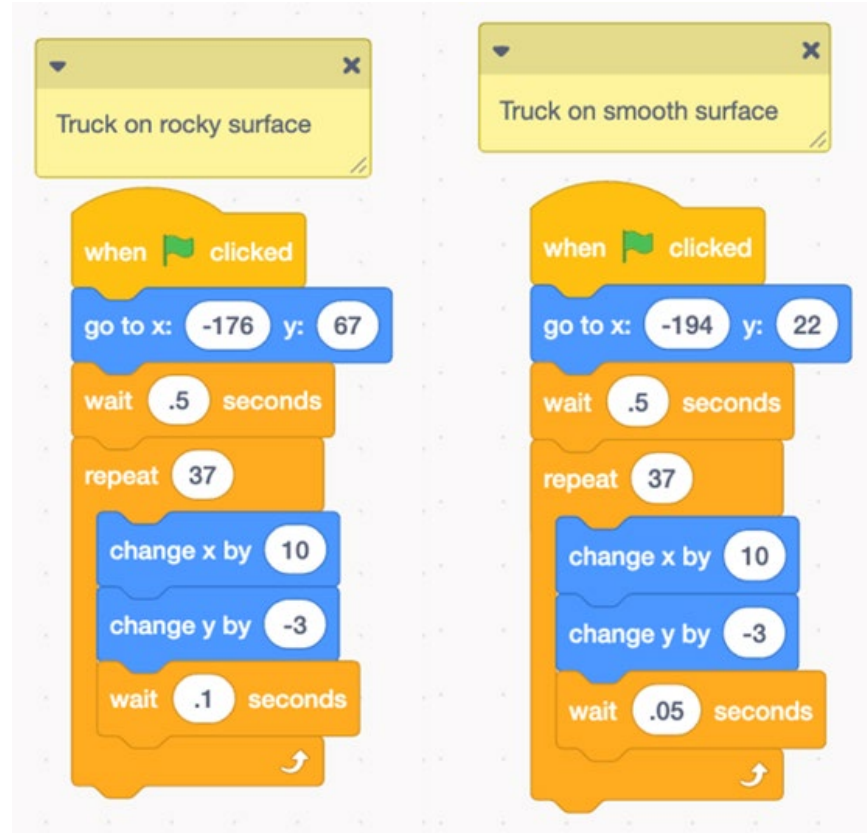 Truck on rocky surface
when clicked
go to x: -176 y: 67
wait .5 seconds
repeat 37
change x by 10
change y by -3
wait .1 seconds
Truck on smooth surface
when clicked
go to x: -194 y: 22
wait .5 seconds
repeat 37
change x by 10
change y by -3
wait .05 seconds